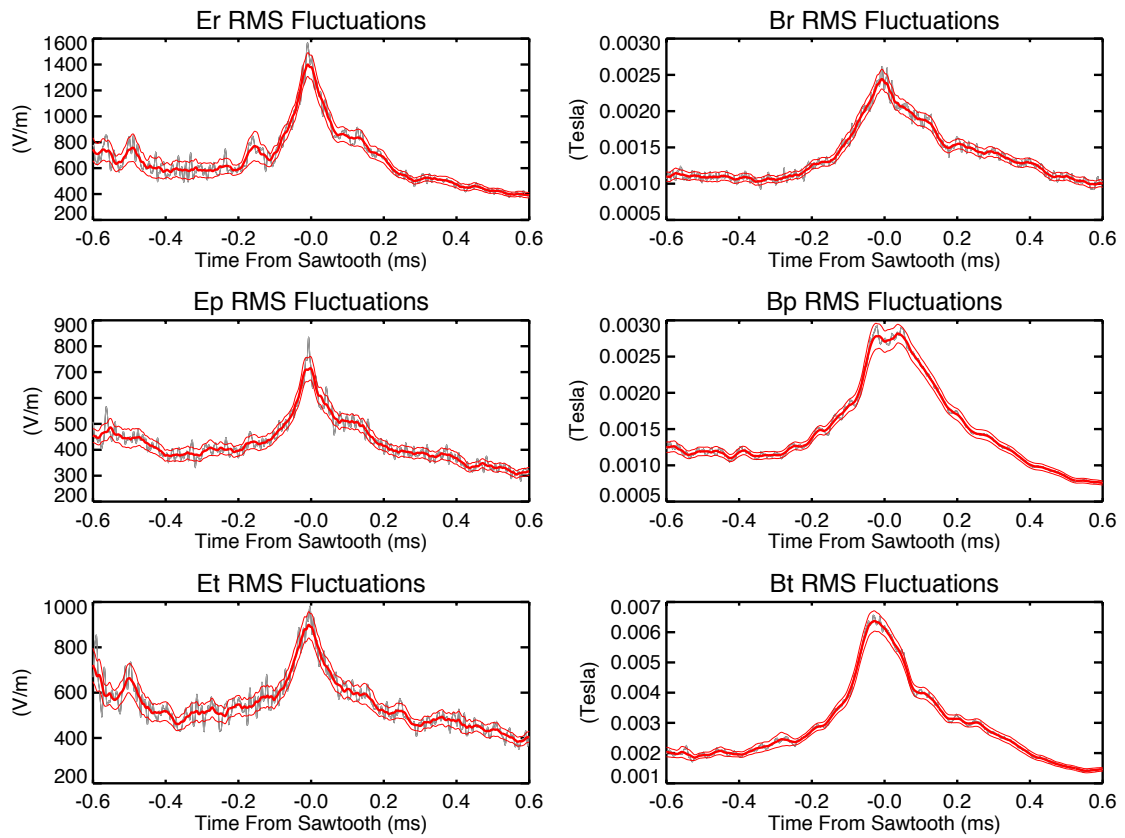 Er RMS Fluctuations
1600
1400
1200
1000
800
600
400
200
(V/m)
-0.6 -0.4 -0.2 -0.0 0.2 0.4 0.6
Time From Sawtooth (ms)
Br RMS Fluctuations
0.0030
0.0025
0.0020
0.0015
0.0010
0.0005
(Tesla)
-0.6 -0.4 -0.2 -0.0 0.2 0.4 0.6
Time From Sawtooth (ms)
Ep RMS Fluctuations
900
800
700
600
500
400
300
200
(V/m)
-0.6 -0.4 -0.2 -0.0 0.2 0.4 0.6
Time From Sawtooth (ms)
Bp RMS Fluctuations
0.0030
0.0025
0.0020
0.0015
0.0010
0.0005
(Tesla)
-0.6 -0.4 -0.2 -0.0 0.2 0.4 0.6
Time From Sawtooth (ms)
Et RMS Fluctuations
1000
800
600
400
200
(V/m)
-0.6 -0.4 -0.2 -0.0 0.2 0.4 0.6
Time From Sawtooth (ms)
Bt RMS Fluctuations
0.007
0.006
0.005
0.004
0.003
0.002
0.001
(Tesla)
-0.6 -0.4 -0.2 -0.0 0.2 0.4 0.6
Time From Sawtooth (ms)